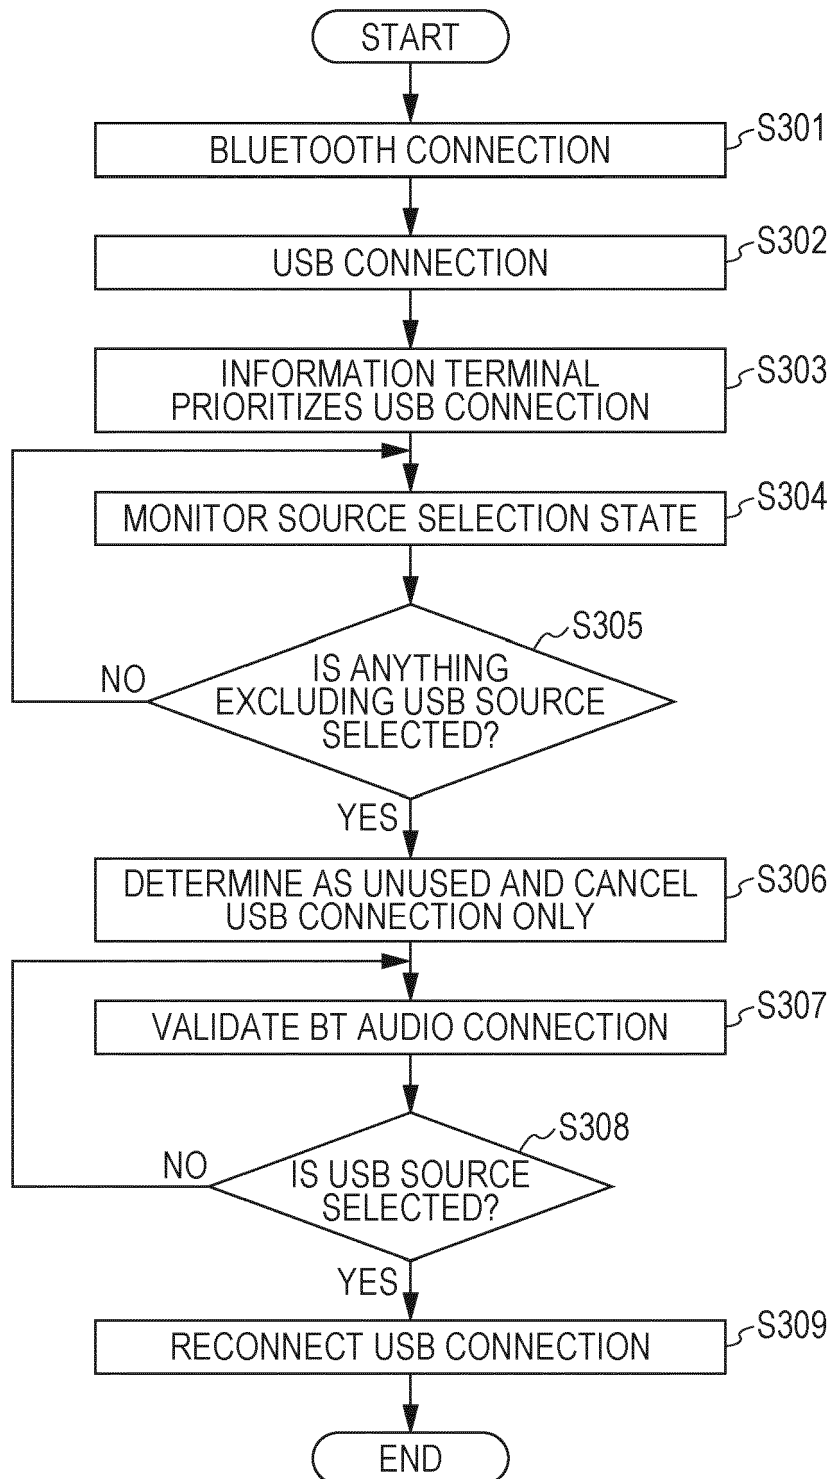 START
BLUETOOTH CONNECTION
S301
USB CONNECTION
S302
INFORMATION TERMINAL
PRIORITIZES USB CONNECTION
S303
MONITOR SOURCE SELECTION STATE
S304
IS ANYTHING
EXCLUDING USB SOURCE
SELECTED?
S305
NO
YES
DETERMINE AS UNUSED AND CANCEL
USB CONNECTION ONLY
S306
VALIDATE BT AUDIO CONNECTION
S307
IS USB SOURCE
SELECTED?
S308
NO
YES
RECONNECT USB CONNECTION
S309
END